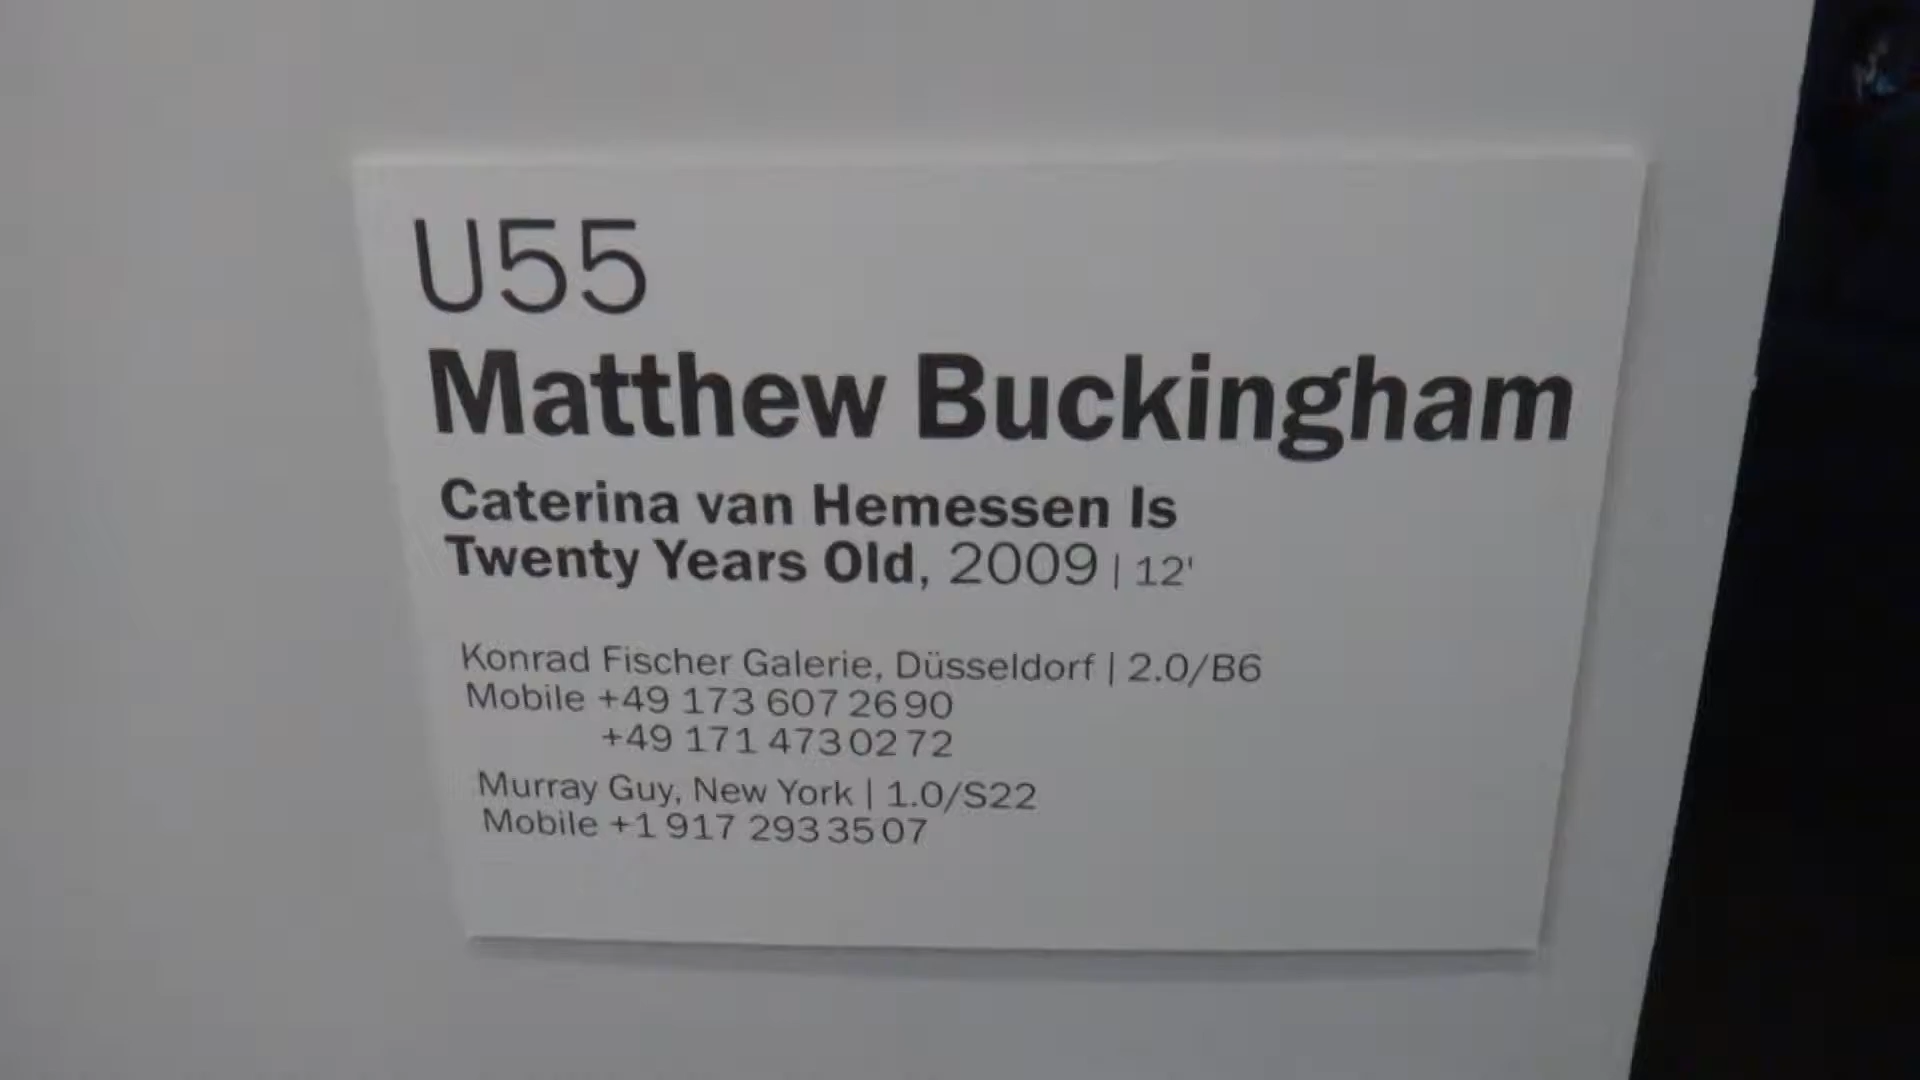 U55
Matthew Buckingham
Caterina van Hemessen Is
Twenty Years Old, 2009 | 12'
Konrad Fischer Galerie, Düsseldorf | 2.0/B6
Mobile +49 173 607 26 90
+49 171 473 02 72
Murray Guy, New York | 1.0/S22
Mobile +1 917 293 35 07